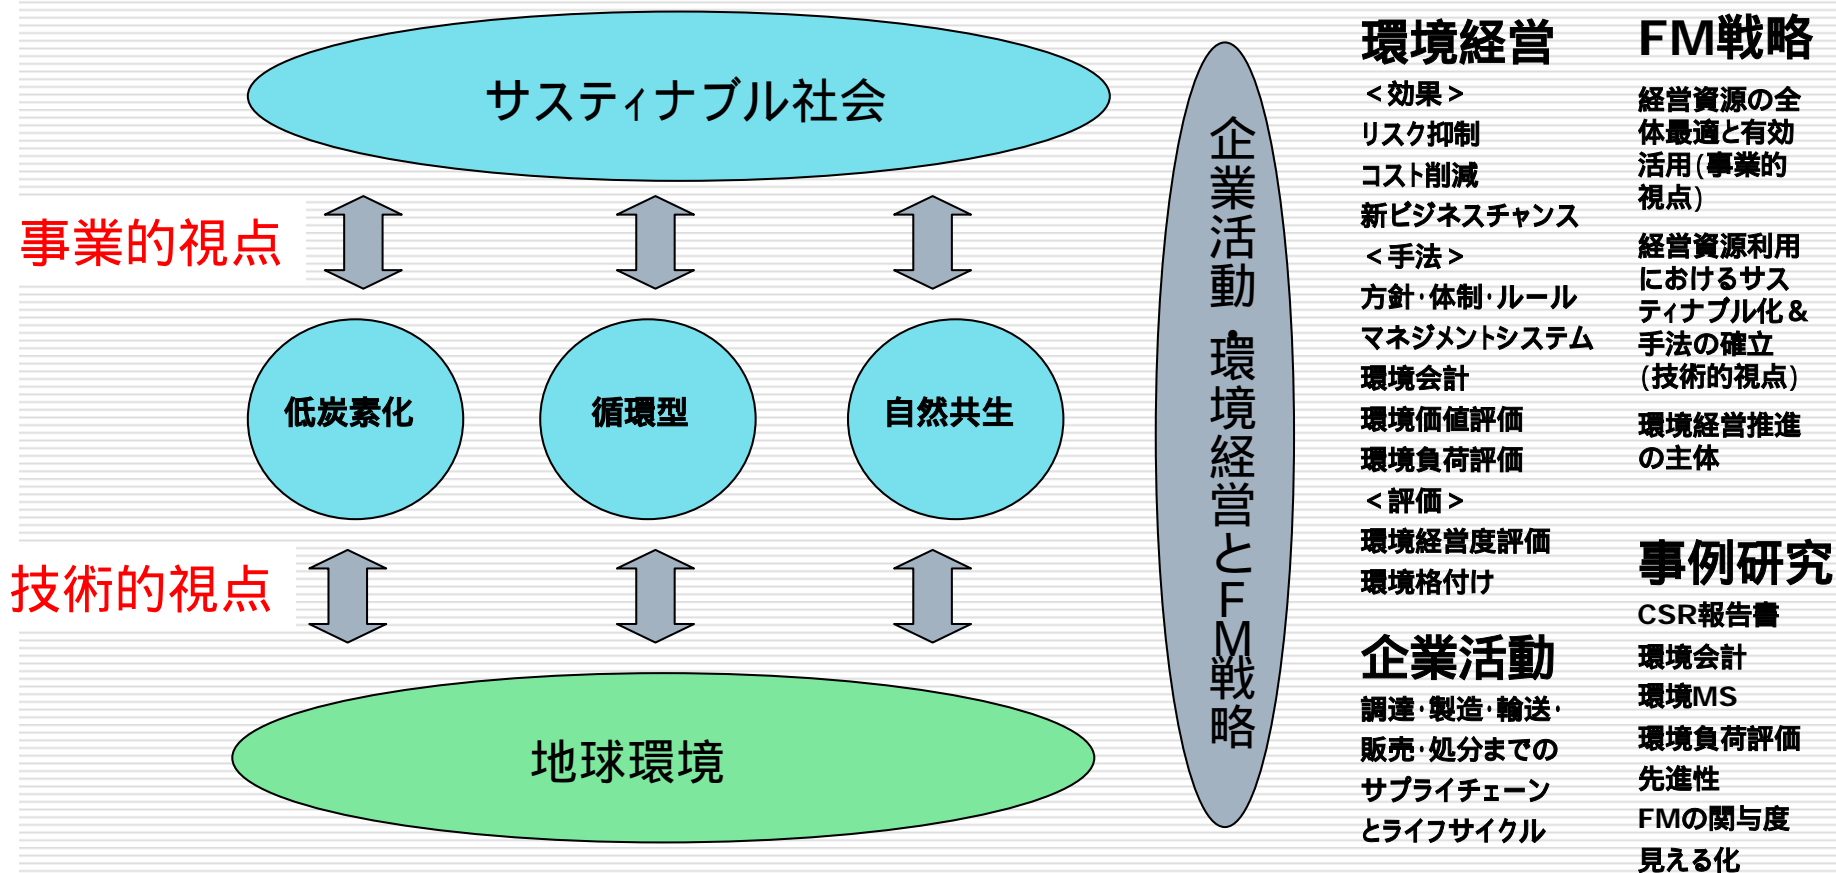 サスティナブル社会
事業的視点
低炭素化
循環型
自然共生
技術的視点
地球環境
企業活動・環境経営とFM戦略
環境経営
<効果>
リスク抑制
コスト削減
新ビジネスチャンス
<手法>
方針・体制・ルール
マネジメントシステム
環境会計
環境価値評価
環境負荷評価
<評価>
環境経営度評価
環境格付け
企業活動
調達・製造・輸送・
販売・処分までの
サプライチェーン
とライフサイクル
FM戦略
経営資源の全
体最適と有効
活用(事業的
視点)
経営資源利用
におけるサス
ティナブル化&
手法の確立
(技術的視点)
環境経営推進
の主体
事例研究
CSR報告書
環境会計
環境MS
環境負荷評価
先進性
FMの関与度
見える化